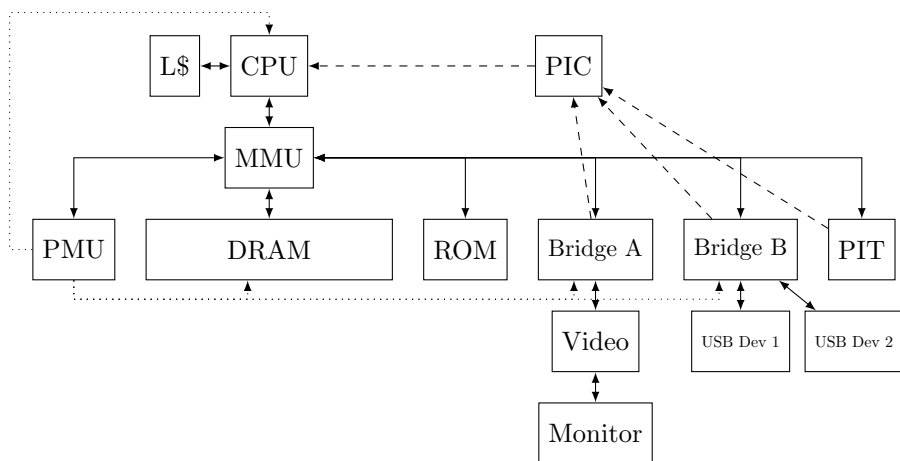 L$
CPU
PIC
MMU
PMU
DRAM
ROM
Bridge A
Bridge B
PIT
Video
USB Dev 1
USB Dev 2
Monitor